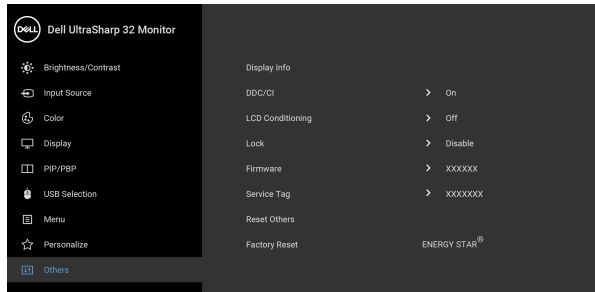 DELL
Dell UltraSharp 32 Monitor
Brightness/Contrast
Display Info
Input Source
DDC/CI > On
Color
LCD Conditioning > Off
Display
Lock > Disable
PIP/PBP
Firmware > XXXXXX
USB Selection
Service Tag > XXXXXXX
Menu
Reset Others
Personalize
Factory Reset ENERGY STAR®
Others